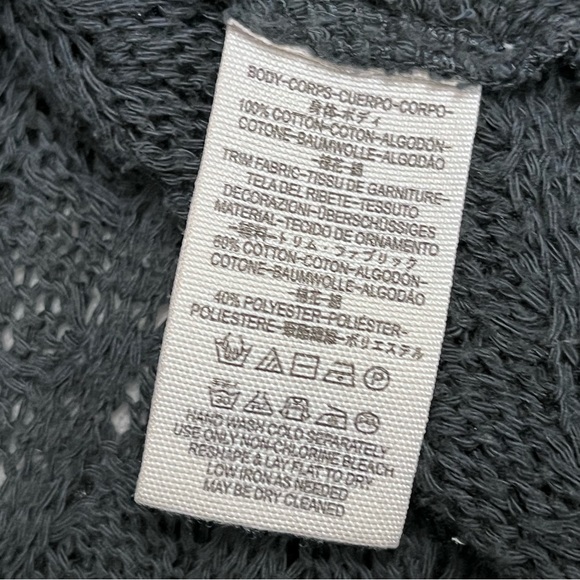 BODY-CORPS-CUERPO-CORPO-
身体-ボディ
100% COTTON-COTON-ALGODÓN-
COTONE-BAUMWOLLE-ALGODÃO
-棉花-綿
TRIM FABRIC-TISSU DE GARNITURE-
TELA DEL RIBETE-TESSUTO
DECORAZIONI-ÜBERSCHÜSSIGES
MATERIAL-TECIDO DE ORNAMENTO
トリム・ファブリック
60% COTTON-COTON-ALGODÓN-
COTONE-BAUMWOLLE-ALGODÃO
-棉花-綿
40% POLYESTER-POLIÉSTER-
POLIESTERE-聚酯纖維-ポリエステル
P
HAND WASH COLD SEPARATELY
USE ONLY NON-CHLORINE BLEACH
RESHAPE & LAY FLAT TO DRY
LOW IRON AS NEEDED
MAY BE DRY CLEANED